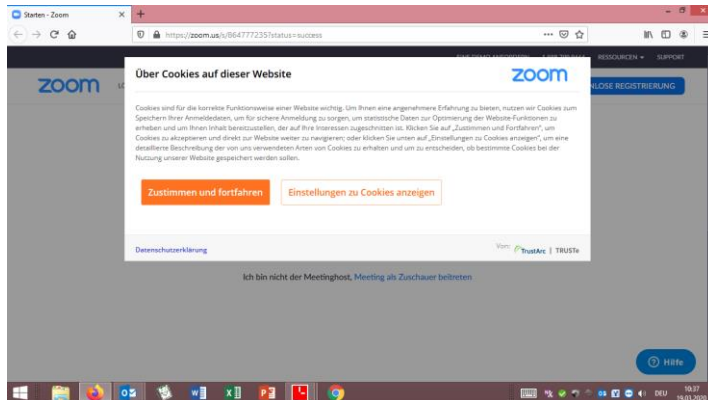 Starten - Zoom
https://zoom.us/s/864777235?status=success
RESSOURCEN SUPPORT
zoom
Über Cookies auf dieser Website
zoom
Cookies sind für die korrekte Funktionsweise einer Website wichtig. Um Ihnen eine angenehmere Erfahrung zu bieten, nutzen wir Cookies zum
Speichern Ihrer Anmeldedaten, um für sichere Anmeldung zu sorgen, um statistische Daten zur Optimierung der Website-Funktionen zu
erheben und um Ihnen Inhalt bereitzustellen, der auf Ihre Interessen zugeschnitten ist. Klicken Sie auf „Zustimmen und Fortfahren", um
Cookies zu akzeptieren und direkt zur Website weiter zu navigieren; oder klicken Sie unten auf „Einstellungen zu Cookies anzeigen", um eine
detaillierte Beschreibung der von uns verwendeten Arten von Cookies zu erhalten und um zu entscheiden, ob bestimmte Cookies bei der
Nutzung unserer Website gespeichert werden sollen.
NLOSE REGISTRIERUNG
Zustimmen und fortfahren
Einstellungen zu Cookies anzeigen
Datenschutzerklärung
Von: TrustArc | TRUSTe
Ich bin nicht der Meetinghost, Meeting als Zuschauer beitreten
Hilfe
DEU
10:37
19.03.2020